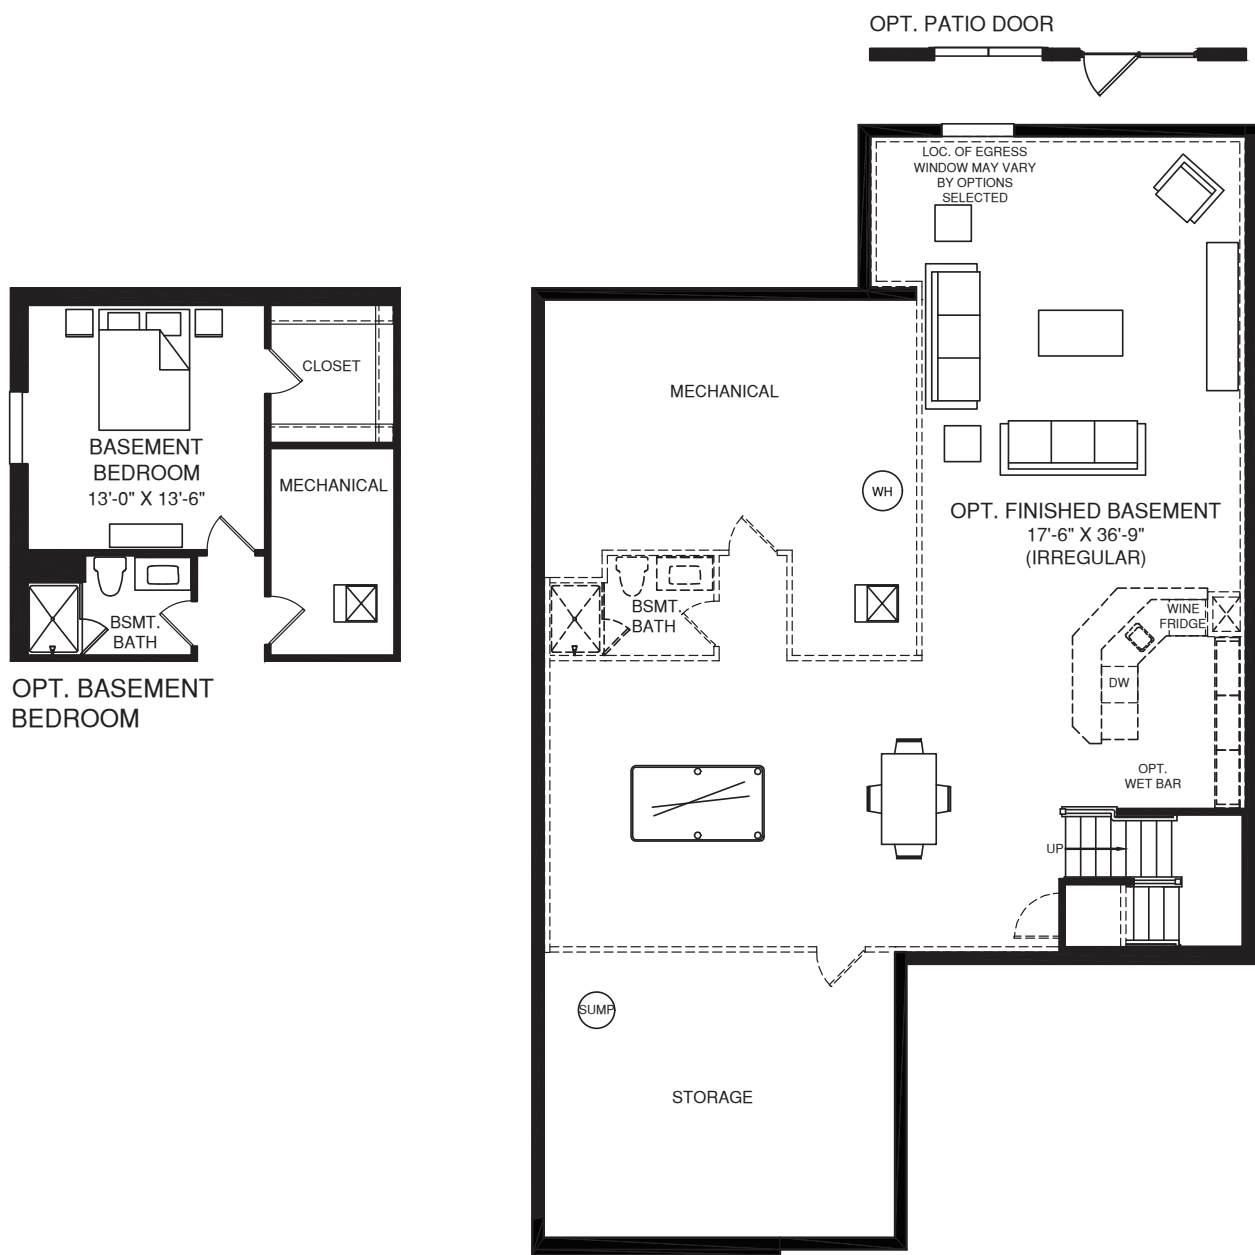 OPT. PATIO DOOR
LOC. OF EGRESS
WINDOW MAY VARY
BY OPTIONS
SELECTED
CLOSET
BASEMENT
BEDROOM
13'-0" X 13'-6"
MECHANICAL
BSMT.
BATH
OPT. BASEMENT
BEDROOM
MECHANICAL
WH
OPT. FINISHED BASEMENT
17'-6" X 36'-9"
(IRREGULAR)
BSMT.
BATH
WINE
FRIDGE
DW
OPT.
WET BAR
UP
SUMP
STORAGE